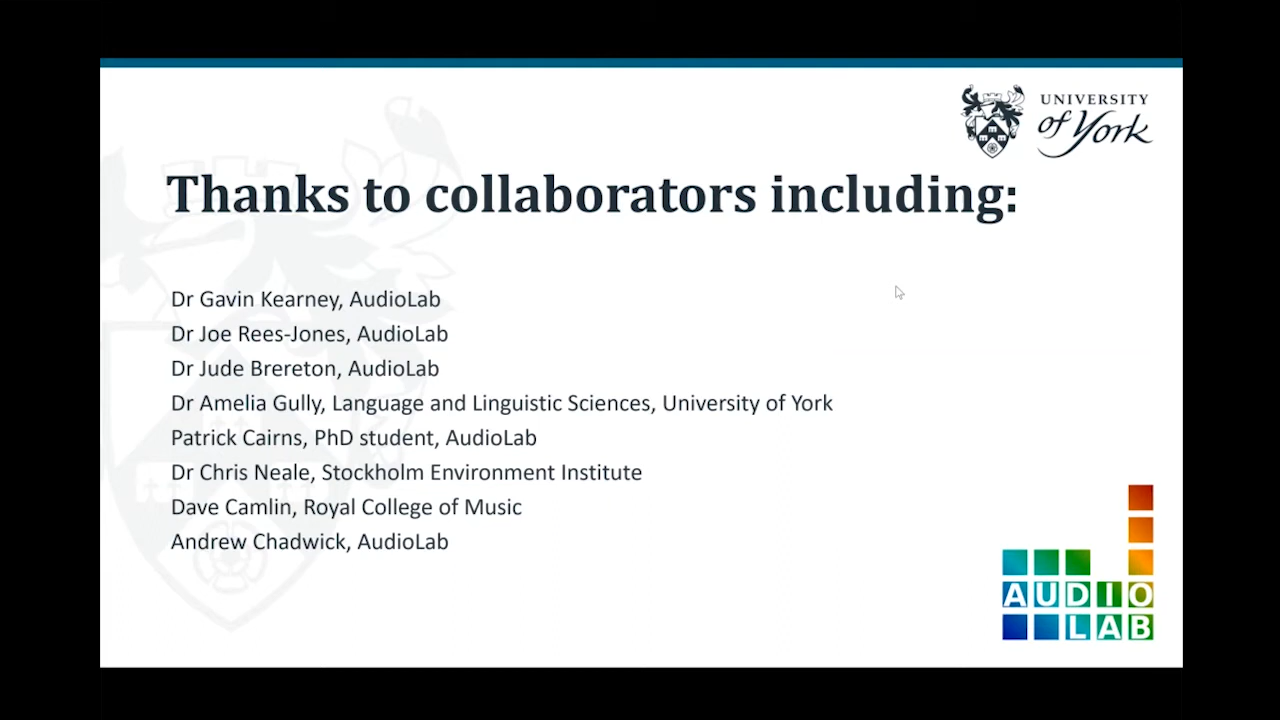 UNIVERSITY
of York
Thanks to collaborators including:
Dr Gavin Kearney, AudioLab
Dr Joe Rees-Jones, AudioLab
Dr Jude Brereton, AudioLab
Dr Amelia Gully, Language and Linguistic Sciences, University of York
Patrick Cairns, PhD student, AudioLab
Dr Chris Neale, Stockholm Environment Institute
Dave Camlin, Royal College of Music
Andrew Chadwick, AudioLab
AUDIO
LAB